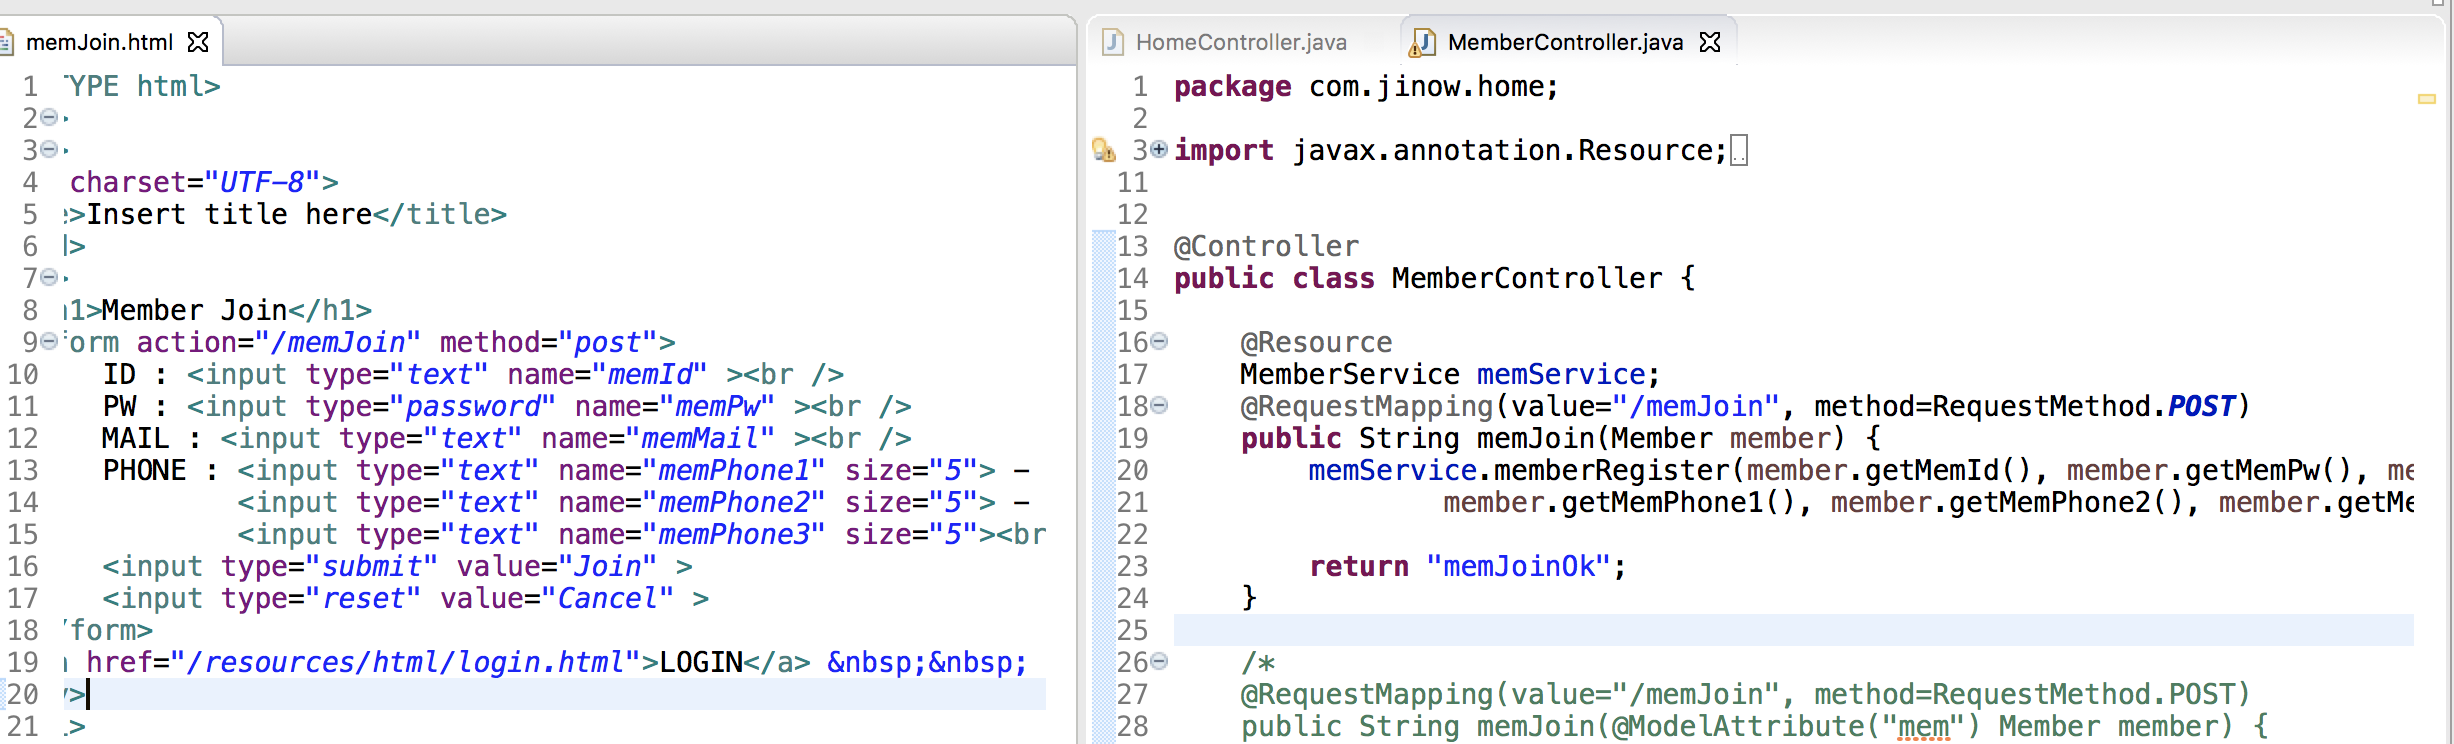 memJoin.html
1 TYPE html>
2
3
4 charset="UTF-8">
5 >Insert title here</title>
6 >
7
8 1>Member Join</h1>
9 orm action="/memJoin" method="post">
10 ID : <input type="text" name="memId" ><br />
11 PW : <input type="password" name="memPw" ><br />
12 MAIL : <input type="text" name="memMail" ><br />
13 PHONE : <input type="text" name="memPhone1" size="5"> -
14 <input type="text" name="memPhone2" size="5"> -
15 <input type="text" name="memPhone3" size="5"><br
16 <input type="submit" value="Join" >
17 <input type="reset" value="Cancel" >
18 form>
19 href="/resources/html/login.html">LOGIN</a> &nbsp;&nbsp;
20 >
21 >
HomeController.java MemberController.java
1 package com.jinow.home;
2
3 import javax.annotation.Resource;
11
12
13 @Controller
14 public class MemberController {
15
16 @Resource
17 MemberService memService;
18 @RequestMapping(value="/memJoin", method=RequestMethod.POST)
19 public String memJoin(Member member) {
20 memService.memberRegister(member.getMemId(), member.getMemPw(), me
21 member.getMemPhone1(), member.getMemPhone2(), member.getMe
22
23 return "memJoinOk";
24 }
25
26 /*
27 @RequestMapping(value="/memJoin", method=RequestMethod.POST)
28 public String memJoin(@ModelAttribute("mem") Member member) {